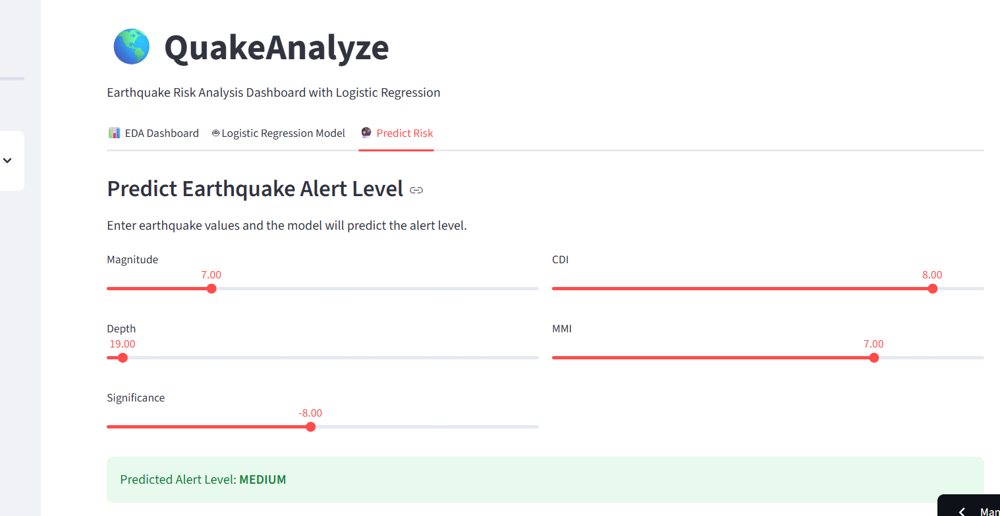 QuakeAnalyze
Earthquake Risk Analysis Dashboard with Logistic Regression
EDA Dashboard
Logistic Regression Model
Predict Risk
Predict Earthquake Alert Level
Enter earthquake values and the model will predict the alert level.
Magnitude
7.00
CDI
8.00
Depth
19.00
MMI
7.00
Significance
-8.00
Predicted Alert Level: MEDIUM